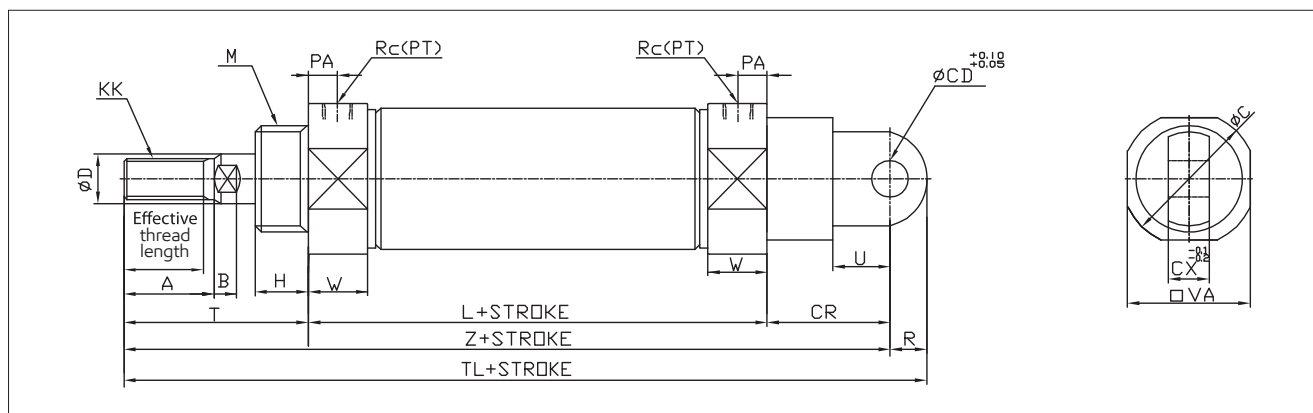 KK
M
PA
Rc(PT)
Rc(PT)
PA
ØCD +0.10 +0.05
ØC
ØD
Effective
thread
length
A
B
H
W
W
U
CX -0.1 -0.2
□VA
T
L+STROKE
CR
Z+STROKE
R
TL+STROKE